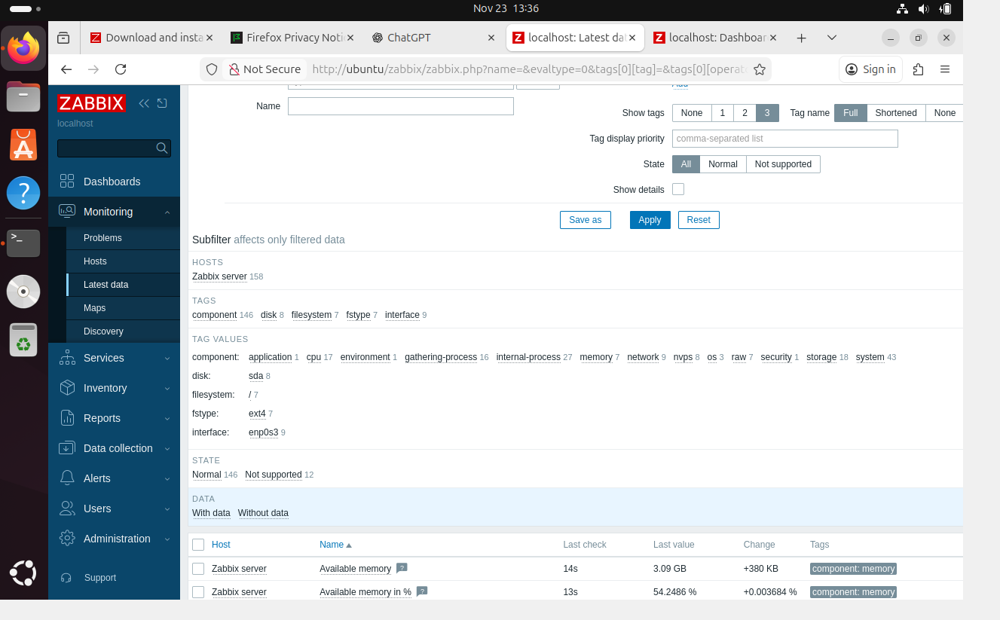 Nov 23 13:36
Download and insta
Firefox Privacy Noti
ChatGPT
localhost: Latest da
localhost: Dashboar
Not Secure
http://ubuntu/zabbix/zabbix.php?name=&evaltype=0&tags[0][tag]=&tags[0][operat
Sign in
ZABBIX
localhost
Dashboards
Monitoring
Problems
Hosts
Latest data
Maps
Discovery
Services
Inventory
Reports
Data collection
Alerts
Users
Administration
Support
Add
Name
Show tags None 1 2 3 Tag name Full Shortened None
Tag display priority comma-separated list
State All Normal Not supported
Show details
Save as Apply Reset
Subfilter affects only filtered data
HOSTS
Zabbix server 158
TAGS
component 146 disk 8 filesystem 7 fstype 7 interface 9
TAG VALUES
component: application 1 cpu 17 environment 1 gathering-process 16 internal-process 27 memory 7 network 9 nvps 8 os 3 raw 7 security 1 storage 18 system 43
disk: sda 8
filesystem: / 7
fstype: ext4 7
interface: enp0s3 9
STATE
Normal 146 Not supported 12
DATA
With data Without data
Host Name Last check Last value Change Tags
Zabbix server Available memory ? 14s 3.09 GB +380 KB component: memory
Zabbix server Available memory in % ? 13s 54.2486 % +0.003684 % component: memory